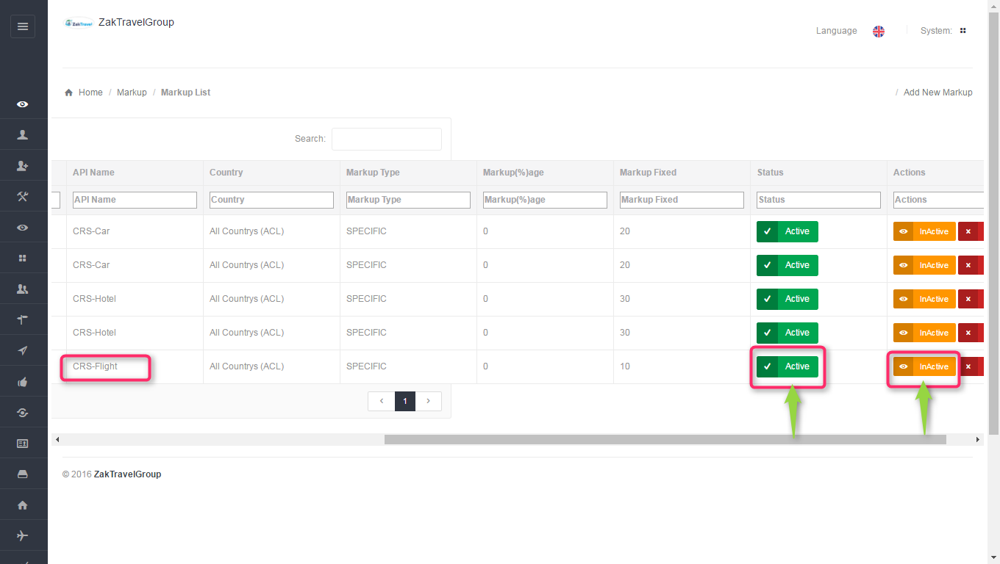 ZakTravel ZakTravelGroup
Language System:
Home / Markup / Markup List / Add New Markup
Search:
API Name Country Markup Type Markup(%)age Markup Fixed Status Actions
API Name Country Markup Type Markup(%)age Markup Fixed Status Actions
CRS-Car All Countrys (ACL) SPECIFIC 0 20 Active InActive
CRS-Car All Countrys (ACL) SPECIFIC 0 20 Active InActive
CRS-Hotel All Countrys (ACL) SPECIFIC 0 30 Active InActive
CRS-Hotel All Countrys (ACL) SPECIFIC 0 30 Active InActive
CRS-Flight All Countrys (ACL) SPECIFIC 0 10 Active InActive
1
© 2016 ZakTravelGroup